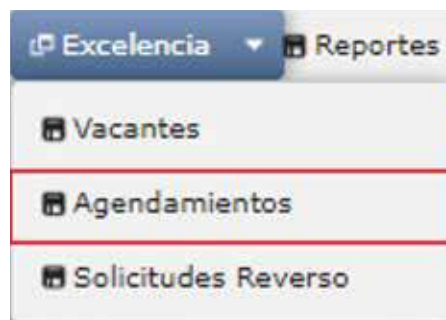 Excelencia Reportes
Vacantes
Agendamientos
Solicitudes Reverso